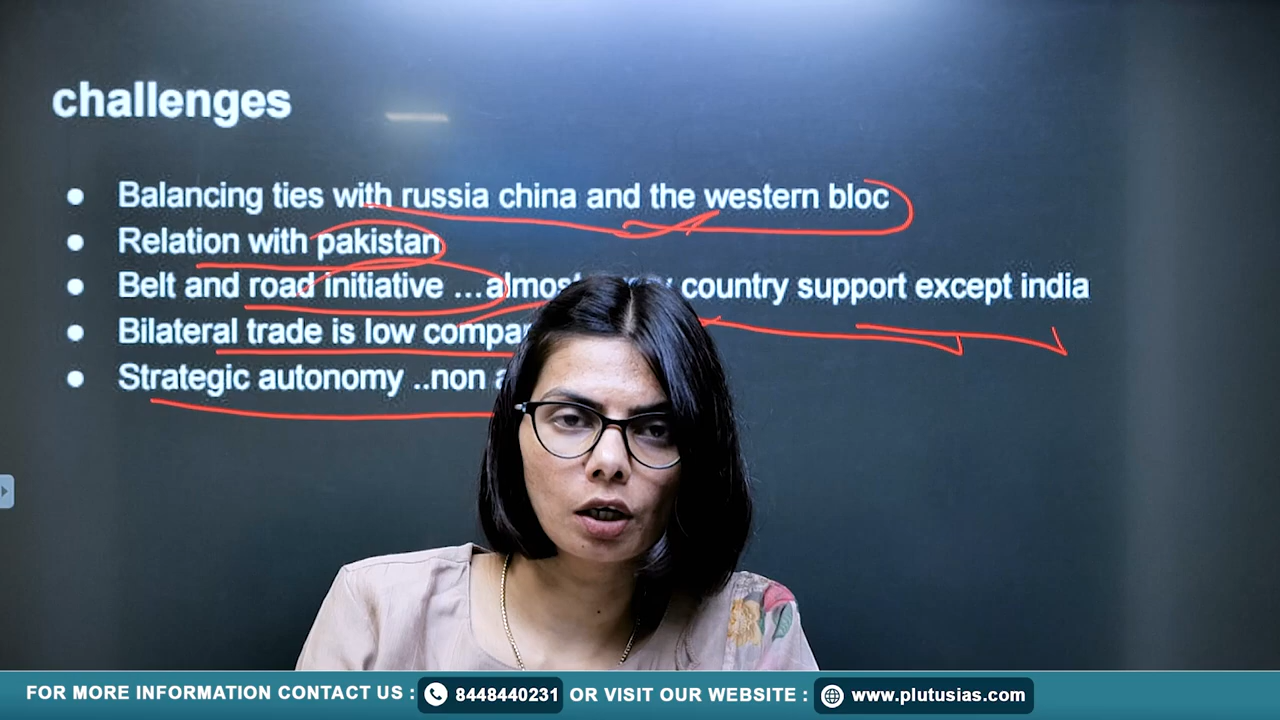 challenges
● Balancing ties with russia china and the western bloc
● Relation with pakistan
● Belt and road initiative ...almost country support except india
● Bilateral trade is low
● Strategic autonomy ..non
FOR MORE INFORMATION CONTACT US : 8448440231 OR VISIT OUR WEBSITE : www.plutusias.com